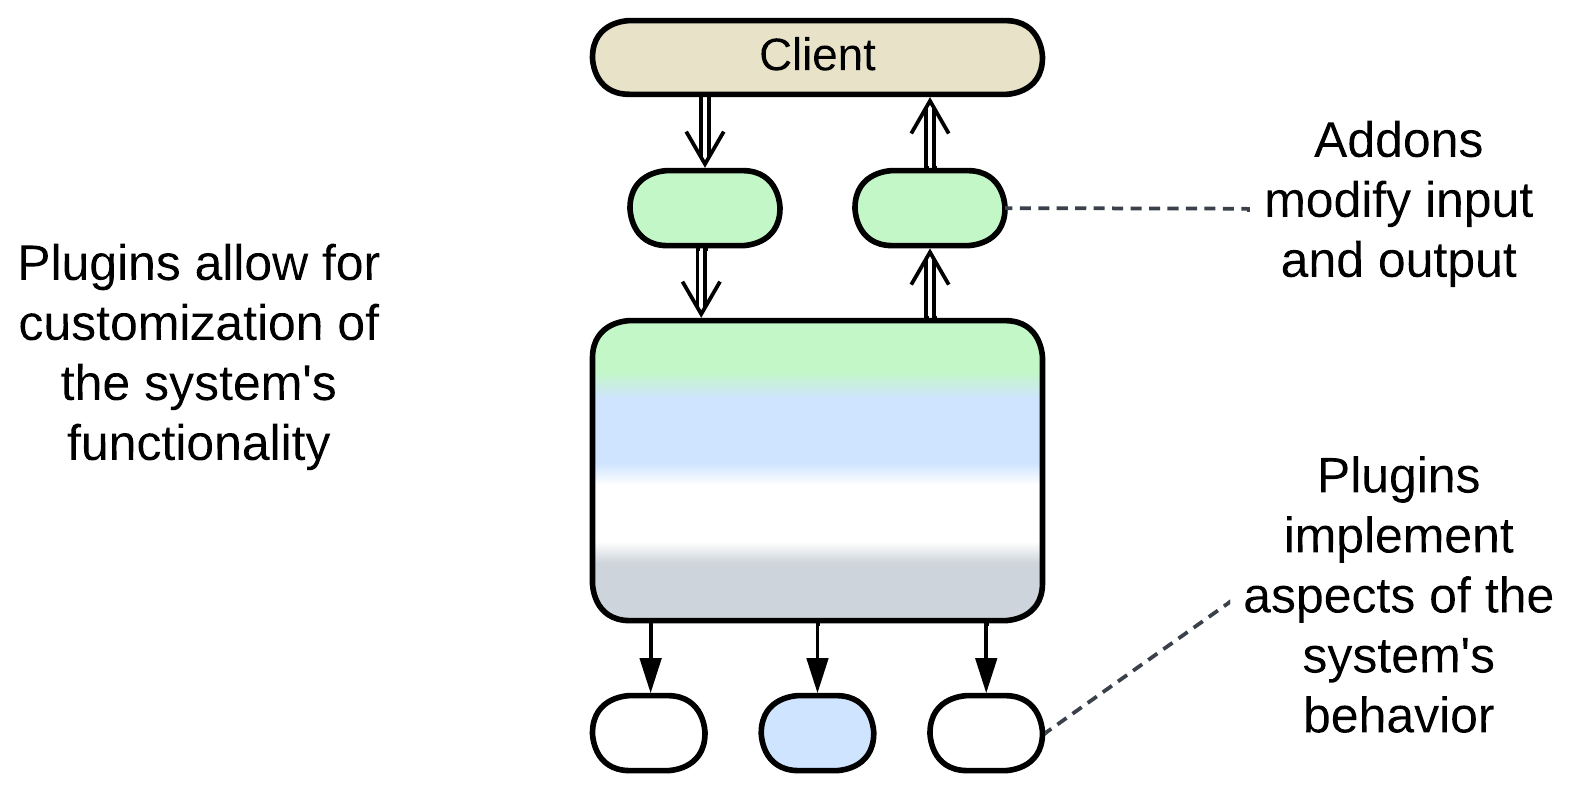 Client
Addons
modify input
and output
Plugins allow for
customization of
the system's
functionality
Plugins
implement
aspects of the
system's
behavior